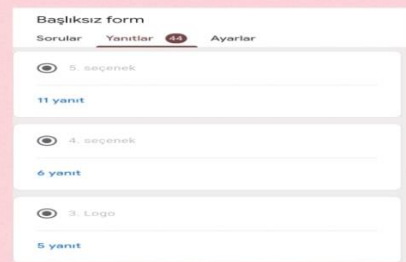 Başlıksız form
Sorular Yanıtlar 44 Ayarlar
5. seçenek
11 yanıt
4. seçenek
6 yanıt
3. Logo
5 yanıt